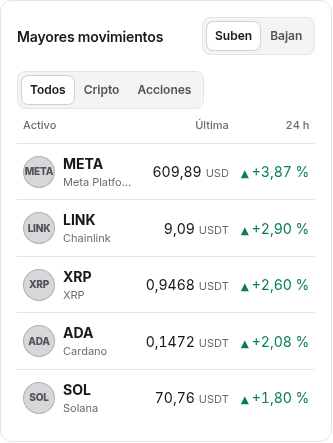 Mayores movimientos Suben Bajan
Todos Cripto Acciones
Activo Última 24 h
META META 609,89 USD ▲ +3,87 %
Meta Platfo...
LINK LINK 9,09 USDT ▲ +2,90 %
Chainlink
XRP XRP 0,9468 USDT ▲ +2,60 %
XRP
ADA ADA 0,1472 USDT ▲ +2,08 %
Cardano
SOL SOL 70,76 USDT ▲ +1,80 %
Solana